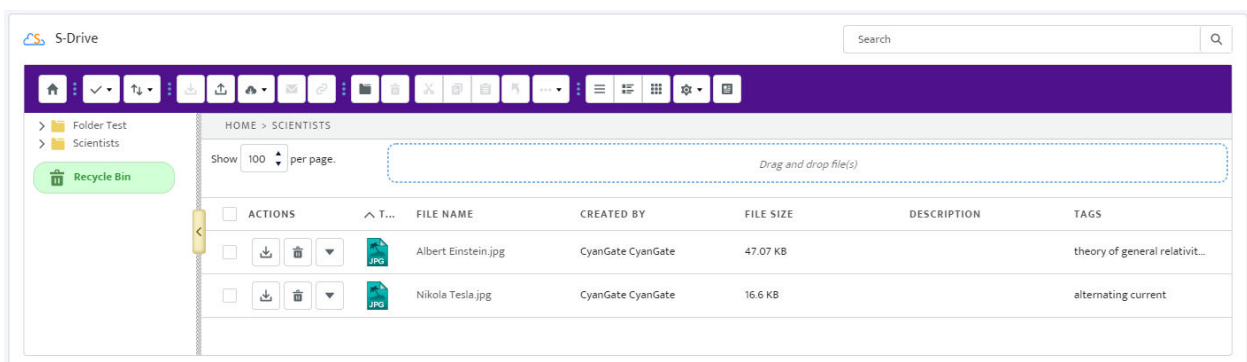 S-Drive
Search
Folder Test
Scientists
Recycle Bin
HOME > SCIENTISTS
Show 100 per page.
Drag and drop file(s)
ACTIONS T... FILE NAME CREATED BY FILE SIZE DESCRIPTION TAGS
JPG Albert Einstein.jpg CyanGate CyanGate 47.07 KB theory of general relativit...
JPG Nikola Tesla.jpg CyanGate CyanGate 16.6 KB alternating current